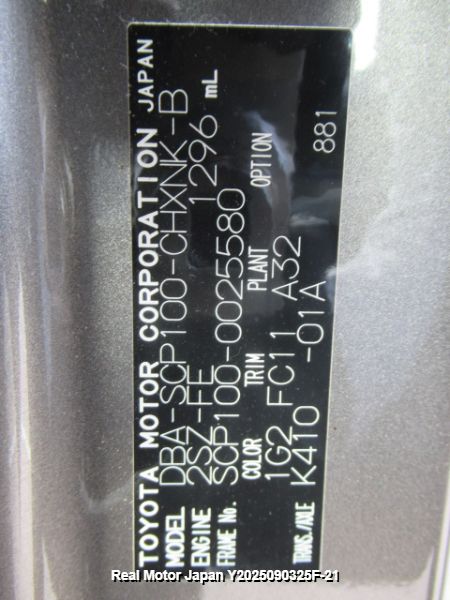 TOYOTA MOTOR CORPORATION JAPAN
MODEL DBA-SCP100-CHXNK-B
ENGINE 2SZ-FE 1296 mL
FRAME No. SCP100-0025580
COLOR TRIM PLANT OPTION
1G2 FC11 A32
TRANS./AXLE K410 -01A 881
Real Motor Japan Y2025090325F-21